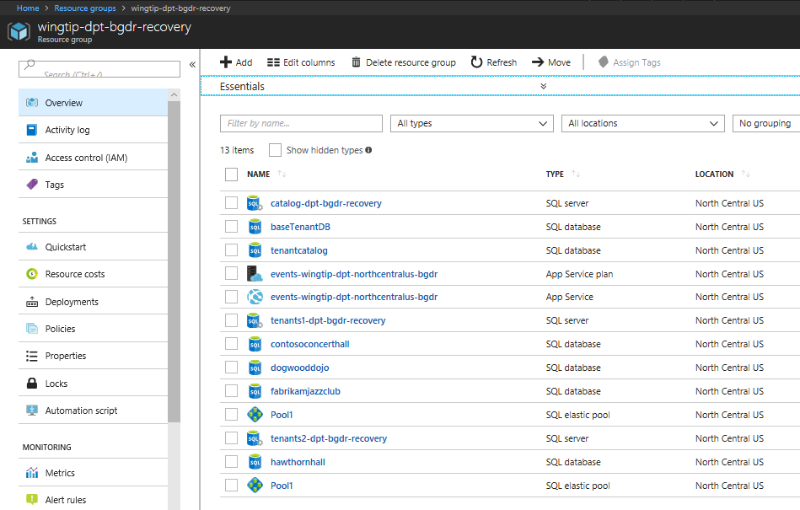 Home > Resource groups > wingtip-dpt-bgdr-recovery
wingtip-dpt-bgdr-recovery
Resource group
Search (Ctrl+/)
Overview
Activity log
Access control (IAM)
Tags
SETTINGS
Quickstart
Resource costs
Deployments
Policies
Properties
Locks
Automation script
MONITORING
Metrics
Alert rules
Add Edit columns Delete resource group Refresh Move Assign Tags
Essentials
Filter by name... All types All locations No grouping
13 items Show hidden types
NAME TYPE LOCATION
catalog-dpt-bgdr-recovery SQL server North Central US
baseTenantDB SQL database North Central US
tenantcatalog SQL database North Central US
events-wingtip-dpt-northcentralus-bgdr App Service plan North Central US
events-wingtip-dpt-northcentralus-bgdr App Service North Central US
tenants1-dpt-bgdr-recovery SQL server North Central US
contosoconcerthall SQL database North Central US
dogwooddojo SQL database North Central US
fabrikamjazzclub SQL database North Central US
Pool1 SQL elastic pool North Central US
tenants2-dpt-bgdr-recovery SQL server North Central US
hawthornhall SQL database North Central US
Pool1 SQL elastic pool North Central US